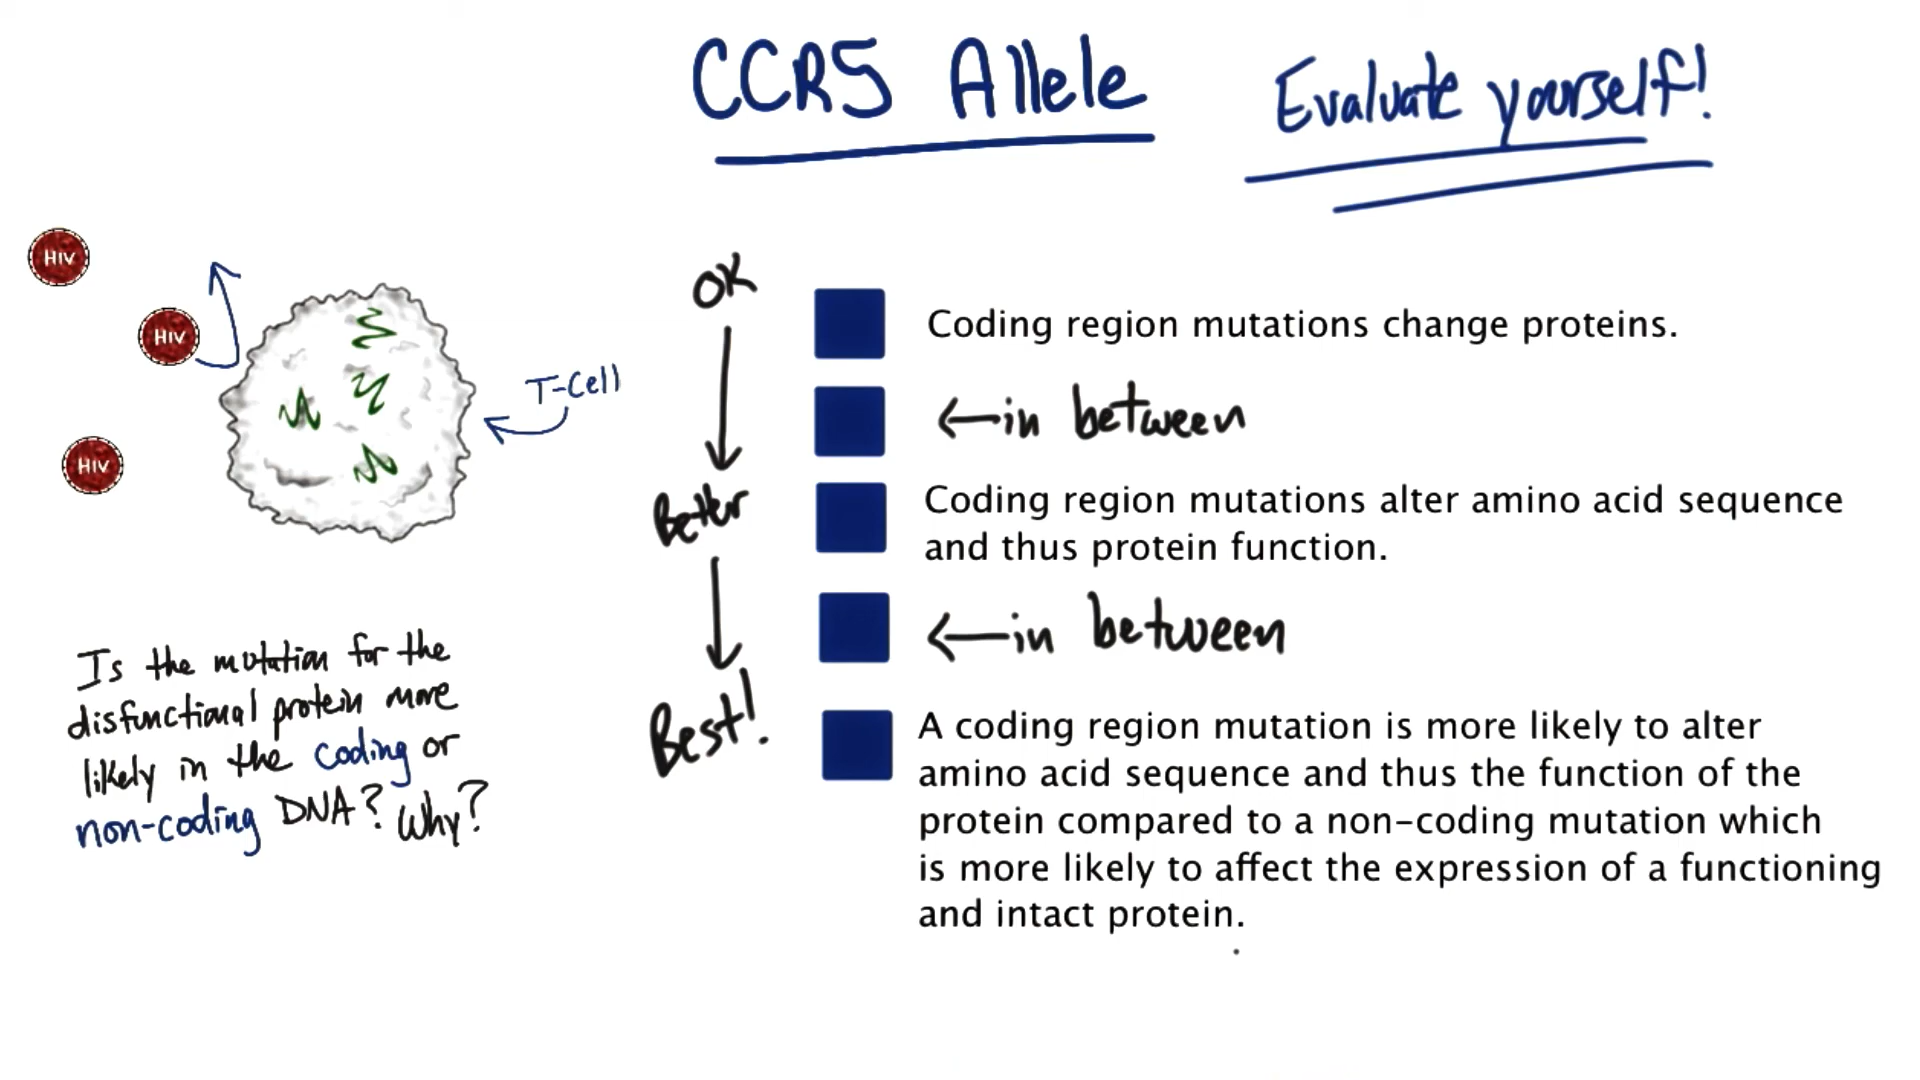 CCR5 Allele
Evaluate yourself!
HIV
HIV
HIV
T-Cell
Is the mutation for the
disfunctional protein more
likely in the coding or
non-coding DNA? Why?
OK
Better
Best!
Coding region mutations change proteins.
←in between
Coding region mutations alter amino acid sequence
and thus protein function.
←in between
A coding region mutation is more likely to alter
amino acid sequence and thus the function of the
protein compared to a non-coding mutation which
is more likely to affect the expression of a functioning
and intact protein.